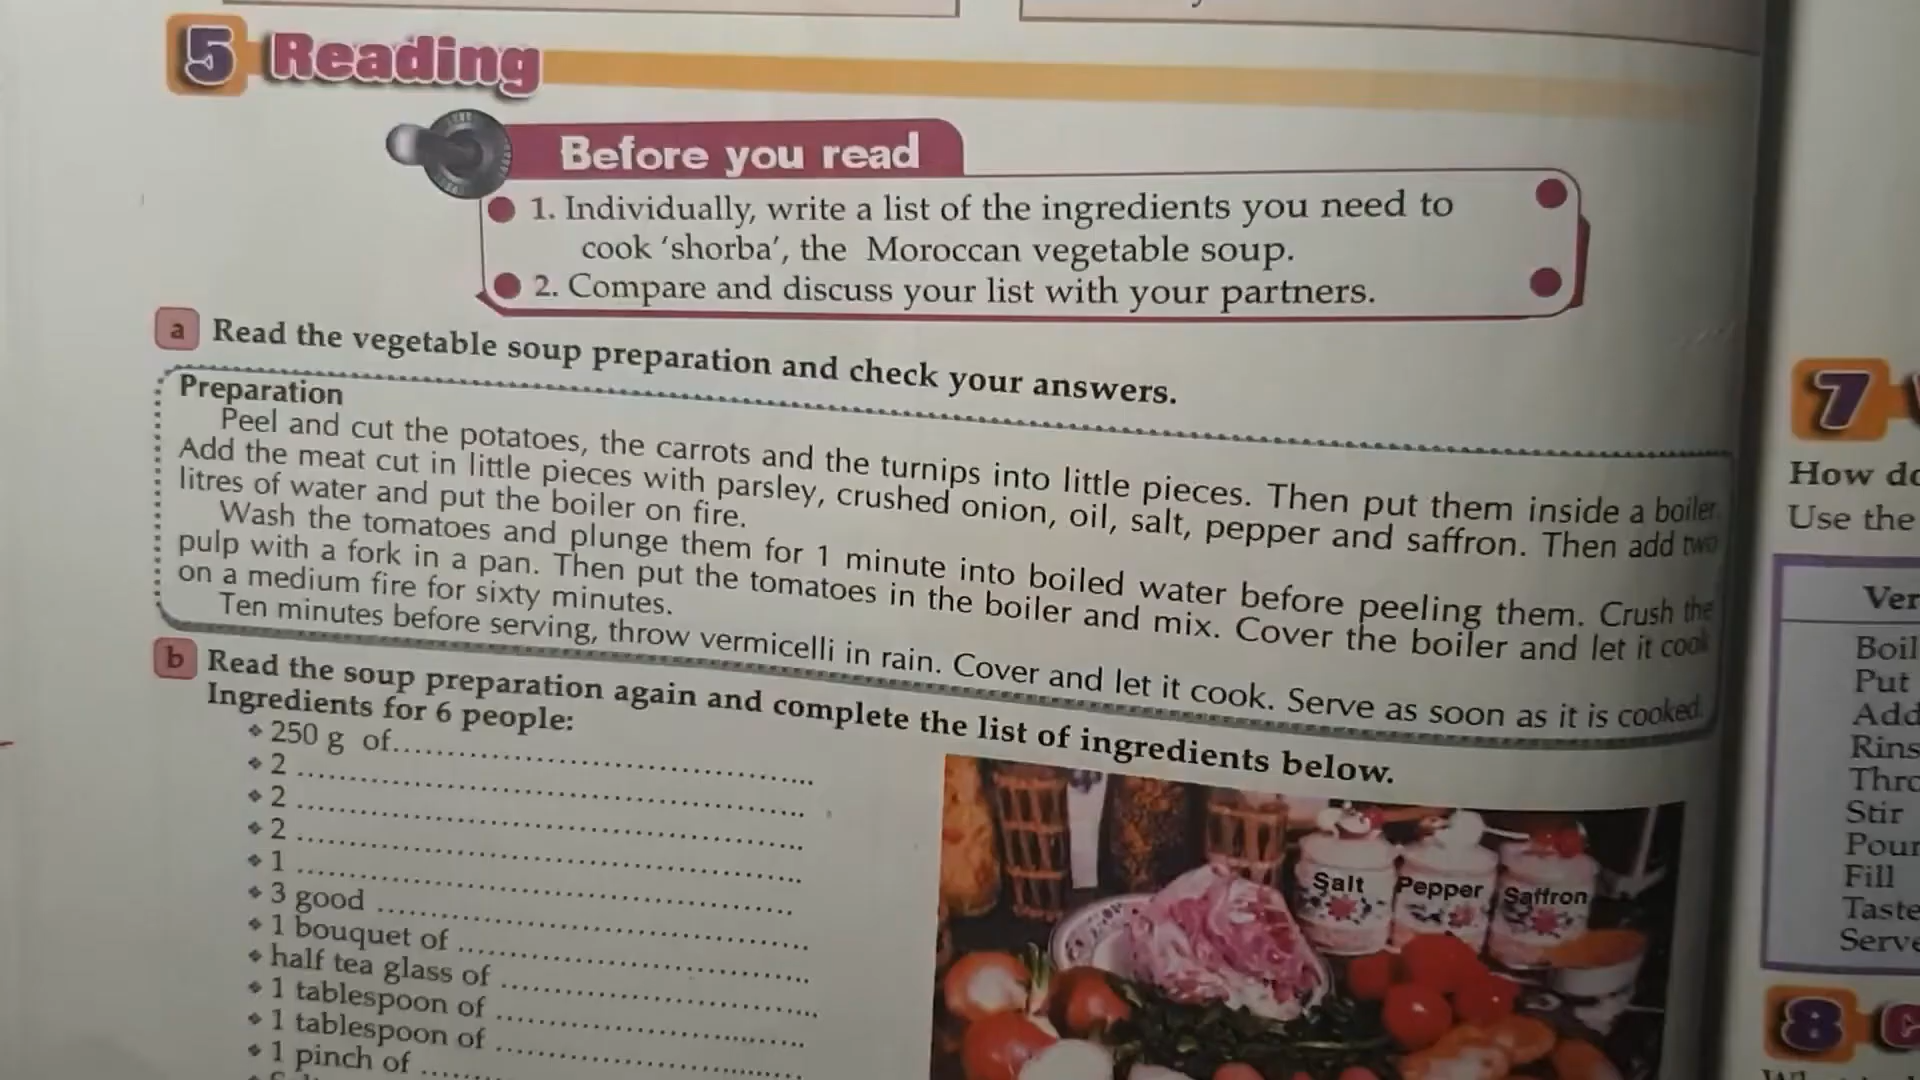 5 Reading
Before you read
1. Individually, write a list of the ingredients you need to
cook ‘shorba’, the Moroccan vegetable soup.
2. Compare and discuss your list with your partners.
a Read the vegetable soup preparation and check your answers.
Preparation
Peel and cut the potatoes, the carrots and the turnips into little pieces. Then put them inside a boiler.
Add the meat cut in little pieces with parsley, crushed onion, oil, salt, pepper and saffron. Then add two
litres of water and put the boiler on fire.
Wash the tomatoes and plunge them for 1 minute into boiled water before peeling them. Crush the
pulp with a fork in a pan. Then put the tomatoes in the boiler and mix. Cover the boiler and let it cook
on a medium fire for sixty minutes.
Ten minutes before serving, throw vermicelli in rain. Cover and let it cook. Serve as soon as it is cooked.
b Read the soup preparation again and complete the list of ingredients below.
Ingredients for 6 people:
❖ 250 g of........................................
❖ 2 ........................................
❖ 2 ........................................
❖ 2 ........................................
❖ 1 ........................................
❖ 3 good ........................................
❖ 1 bouquet of ........................................
❖ half tea glass of ........................................
❖ 1 tablespoon of ........................................
❖ 1 tablespoon of ........................................
❖ 1 pinch of ........
Salt Pepper Saffron
7
How do
Use the
Ver
Boil
Put
Add
Rins
Thro
Stir
Pour
Fill
Taste
Serve
8